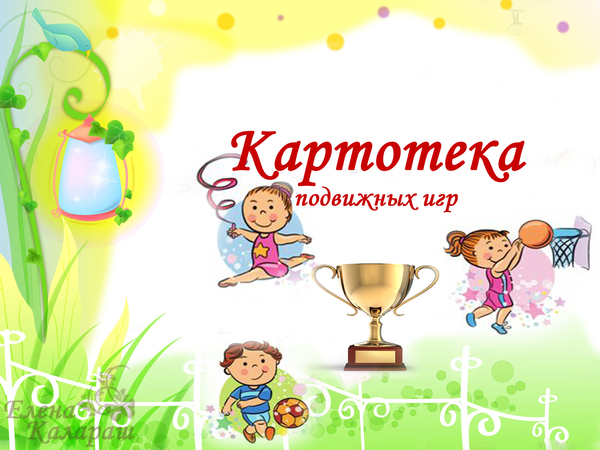 Картотека
подвижных игр
Елена
Калараш